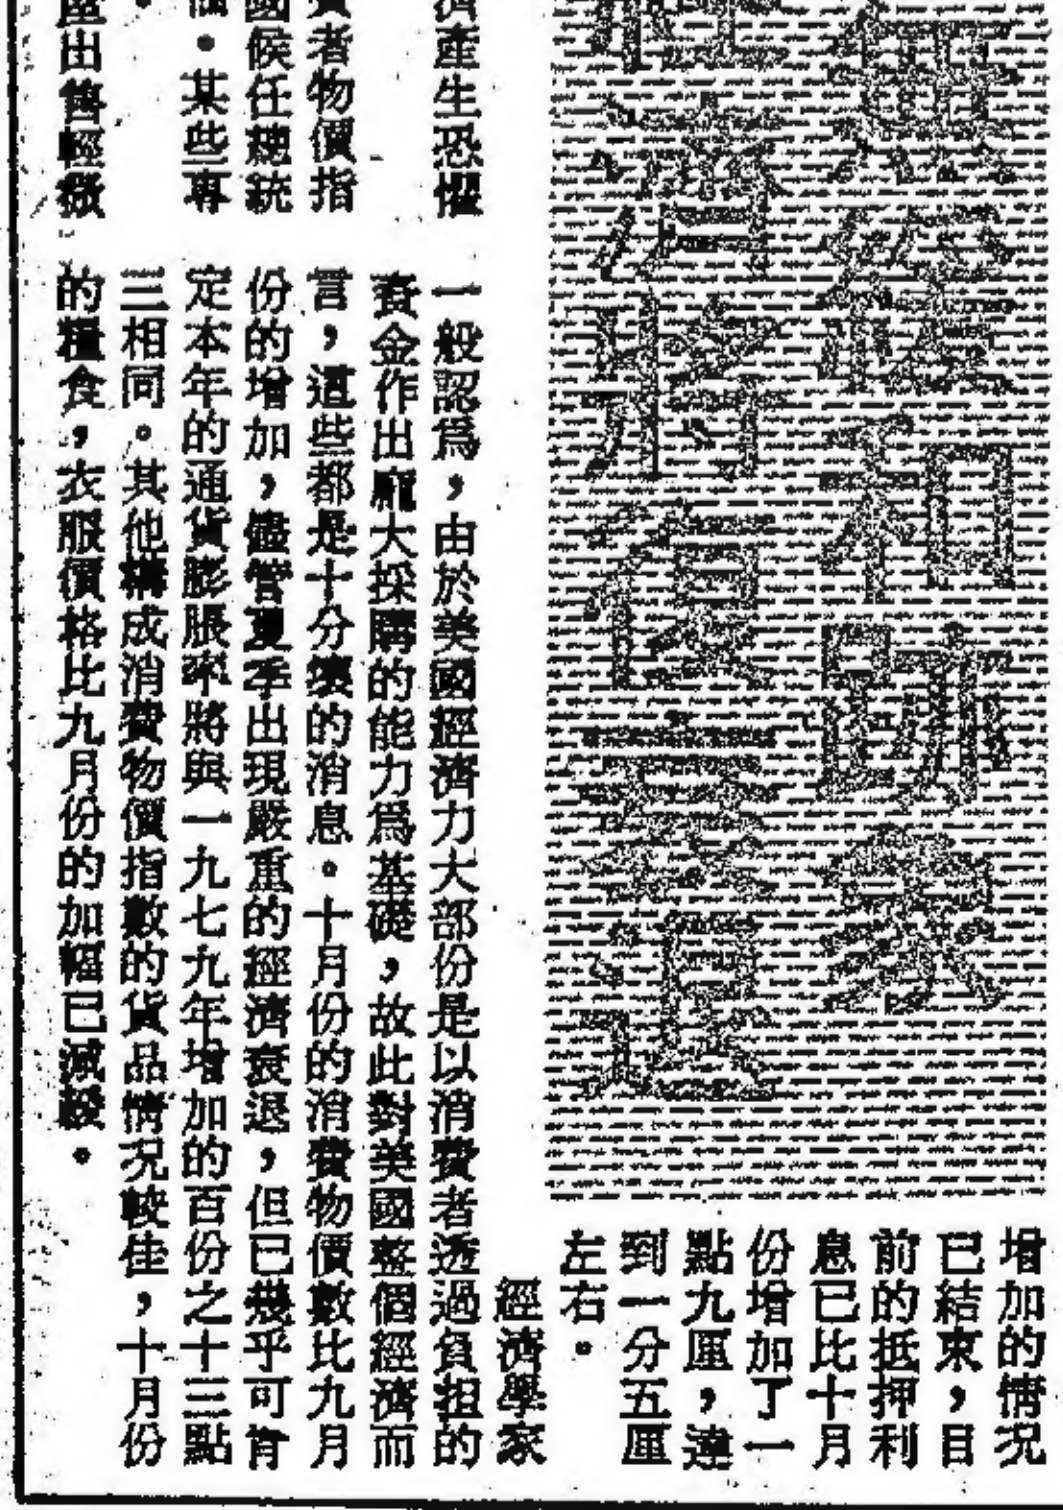 緩和跡象
經濟將復衰退
增加的情況
已結束，目
前的抵押利
息已比十月
份增加了一
點九厘，達
到一分五厘
左右。
濟產生恐懼
者物價指
國候任總統
。某些專
。
屋出售輕微
經濟學家
一般認爲，由於美國經濟力大部份是以消費者透過負担的
資金作出龐大採購的能力爲基礎，故此對美國整個經濟而
言，這些都是十分壞的消息。十月份的消費物價數比九月
份的增加，儘管夏季出現嚴重的經濟衰退，但已幾乎可肯
定本年的通貨膨脹率將與一九七九年增加的百份之十三點
三相同。其他構成消費物價指數的貨品情況較佳，十月份
的糧食，衣服價格比九月份的加幅已減緩。